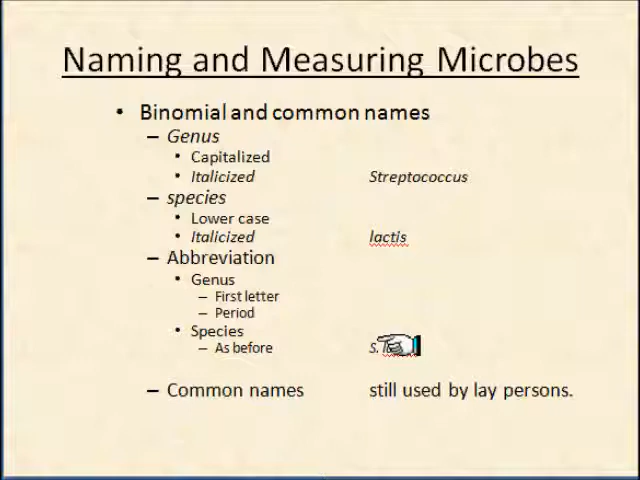 Naming and Measuring Microbes
• Binomial and common names
– Genus
• Capitalized
• Italicized Streptococcus
– species
• Lower case
• Italicized lactis
– Abbreviation
• Genus
– First letter
– Period
• Species
– As before S.
– Common names still used by lay persons.